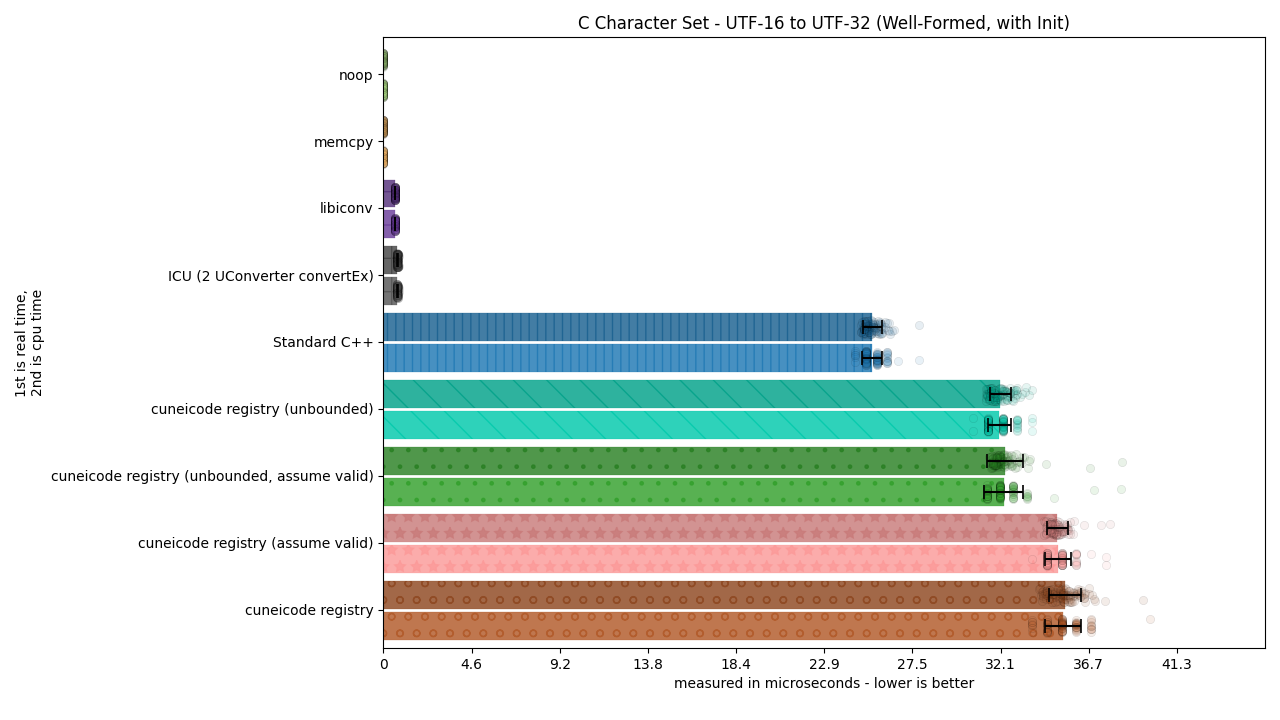 C Character Set - UTF-16 to UTF-32 (Well-Formed, with Init)
1st is real time,
2nd is cpu time
noop
memcpy
libiconv
ICU (2 UConverter convertEx)
Standard C++
cuneicode registry (unbounded)
cuneicode registry (unbounded, assume valid)
cuneicode registry (assume valid)
cuneicode registry
0 4.6 9.2 13.8 18.4 22.9 27.5 32.1 36.7 41.3
measured in microseconds - lower is better